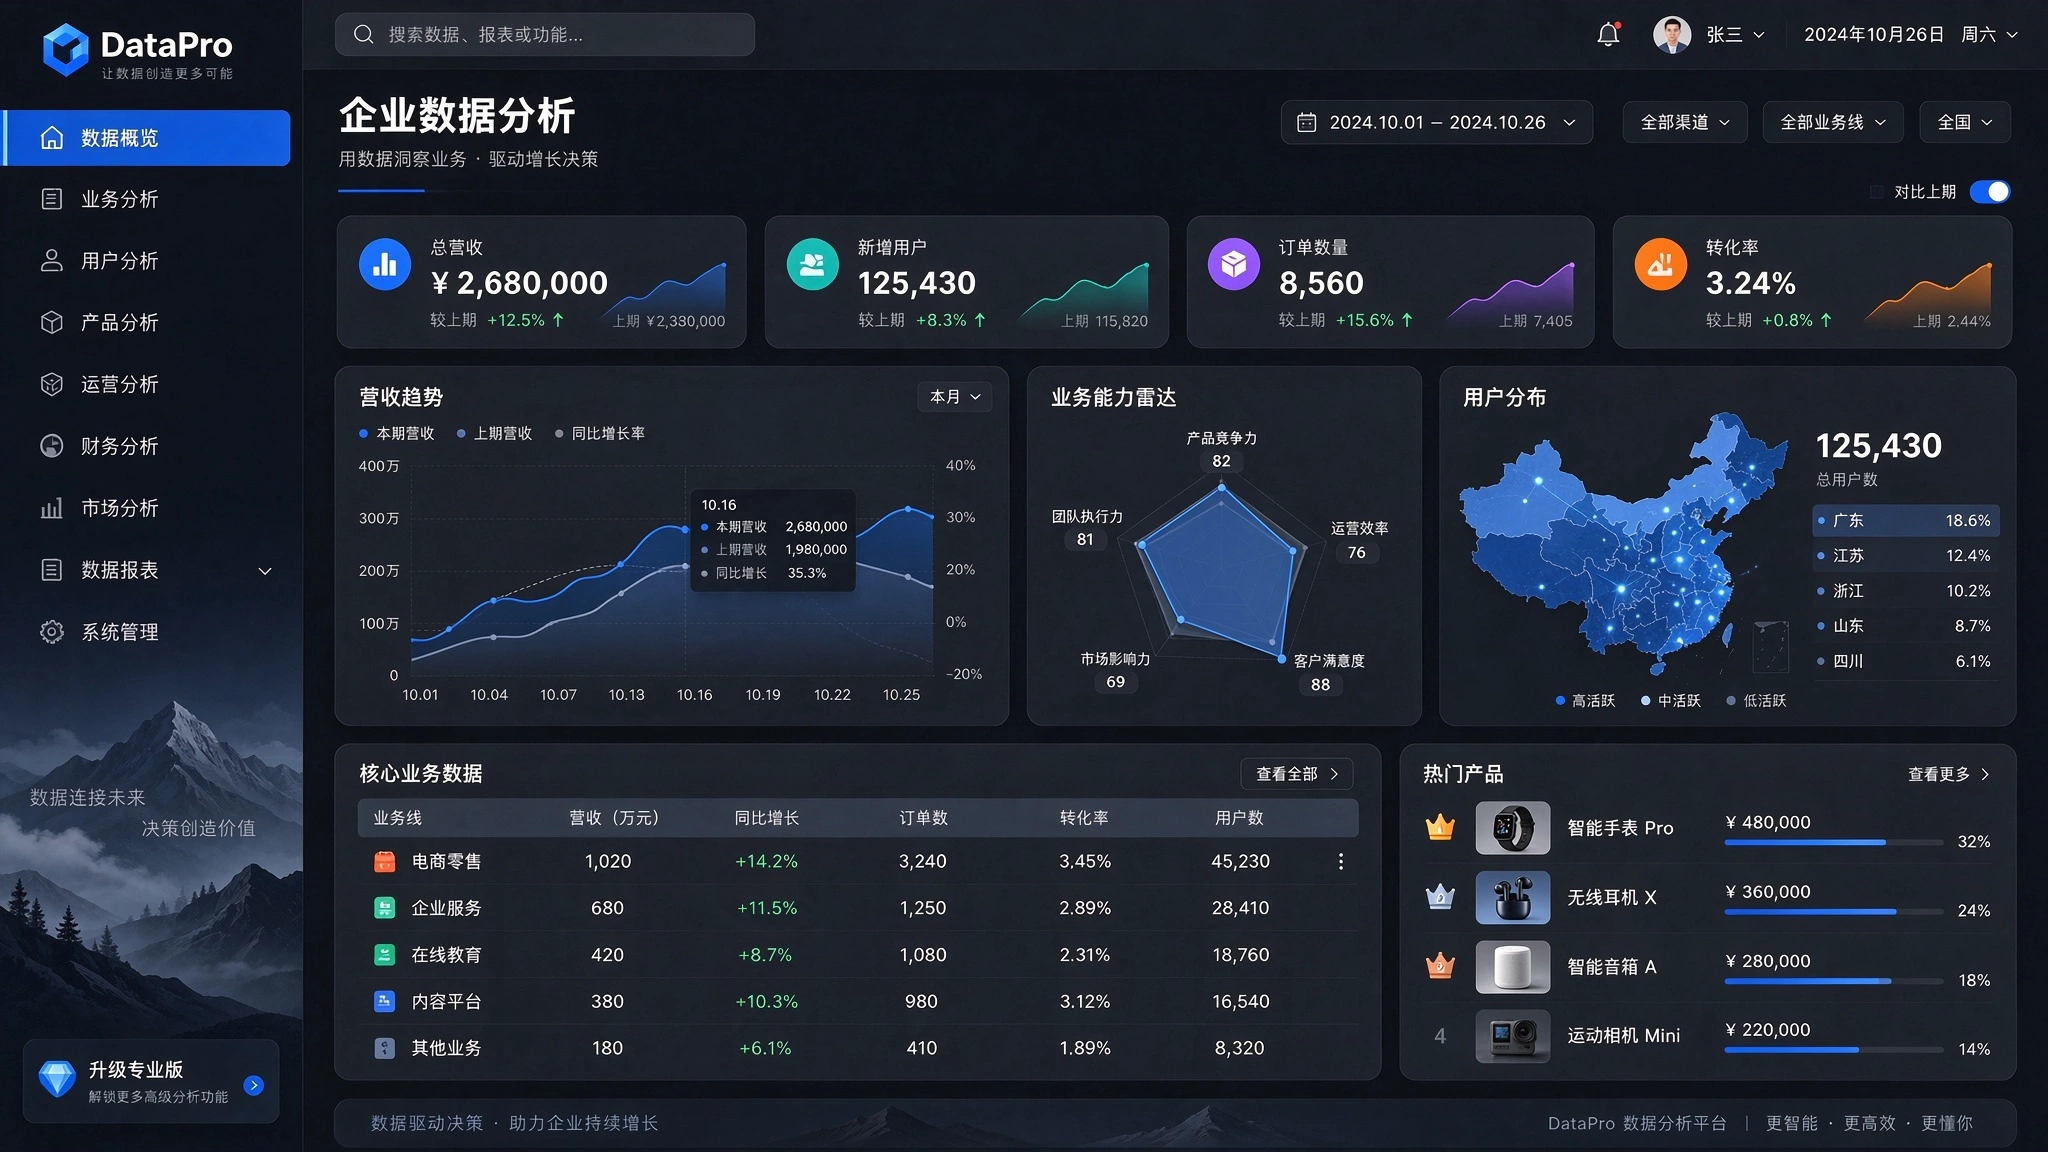 DataPro
让数据创造更多可能
数据概览
业务分析
用户分析
产品分析
运营分析
财务分析
市场分析
数据报表
系统管理
数据连接未来
决策创造价值
升级专业版
解锁更多高级分析功能
搜索数据、报表或功能...
张三
2024年10月26日 周六
企业数据分析
用数据洞察业务 · 驱动增长决策
2024.10.01 – 2024.10.26
全部渠道
全部业务线
全国
对比上期
总营收
¥ 2,680,000
较上期 +12.5% ↑
上期 ¥2,380,000
新增用户
125,430
较上期 +8.3% ↑
上期 115,820
订单数量
8,560
较上期 +15.6% ↑
上期 7,405
转化率
3.24%
较上期 +0.8% ↑
上期 2.44%
营收趋势
本月
本期营收 上期营收 同比增长率
400万
300万
200万
100万
0
40%
30%
20%
0%
-20%
10.16
本期营收 2,680,000
上期营收 1,980,000
同比增长 35.3%
10.01 10.04 10.07 10.13 10.16 10.19 10.22 10.25
业务能力雷达
产品竞争力
82
团队执行力
81
运营效率
76
市场影响力
69
客户满意度
88
用户分布
125,430
总用户数
广东 18.6%
江苏 12.4%
浙江 10.2%
山东 8.7%
四川 6.1%
高活跃 中活跃 低活跃
核心业务数据
查看全部
业务线 营收（万元） 同比增长 订单数 转化率 用户数
电商零售 1,020 +14.2% 3,240 3.45% 45,230
企业服务 680 +11.5% 1,250 2.89% 28,410
在线教育 420 +8.7% 1,080 2.31% 18,760
内容平台 380 +10.3% 980 3.12% 16,540
其他业务 180 +6.1% 410 1.89% 8,320
热门产品
查看更多
智能手表 Pro ¥ 480,000 32%
无线耳机 X ¥ 360,000 24%
智能音箱 A ¥ 280,000 18%
4 运动相机 Mini ¥ 220,000 14%
数据驱动决策 · 助力企业持续增长
DataPro 数据分析平台 | 更智能 · 更高效 · 更懂你